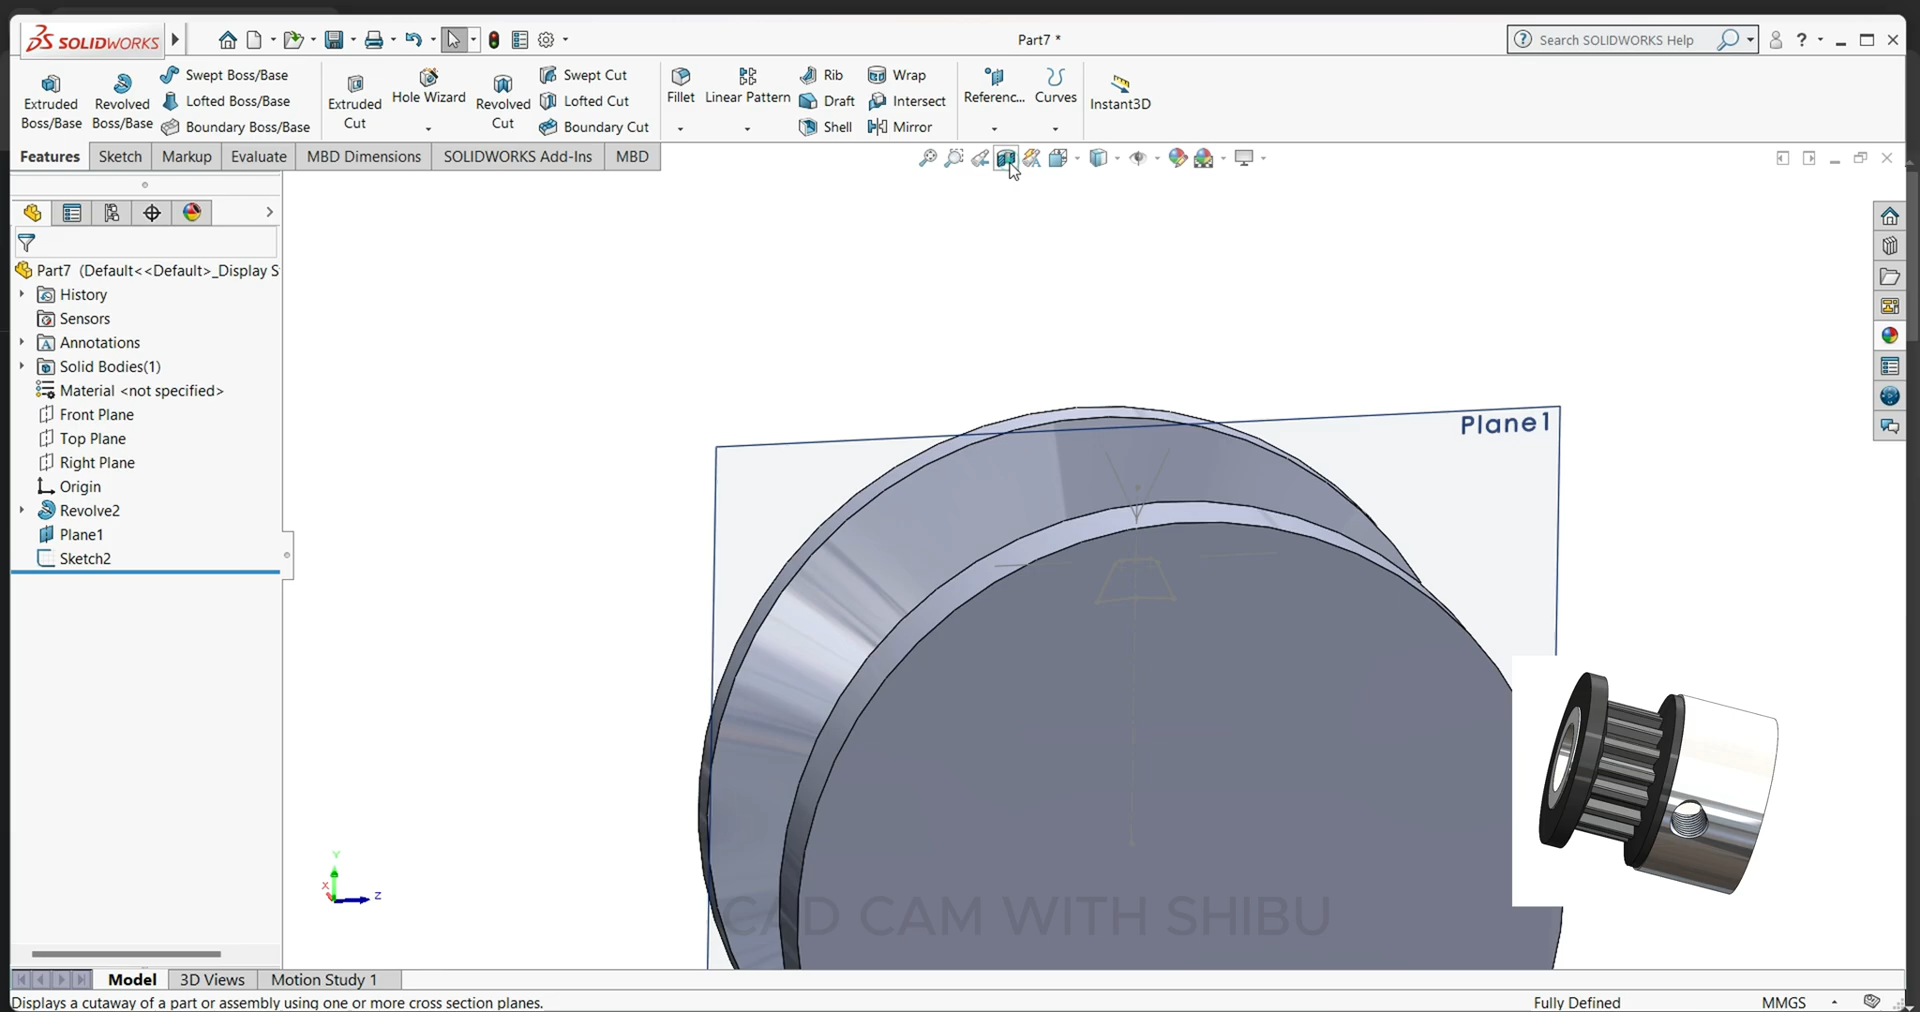 SOLIDWORKS
Part7 *
Search SOLIDWORKS Help
Extruded Boss/Base
Revolved Boss/Base
Swept Boss/Base
Lofted Boss/Base
Boundary Boss/Base
Extruded Cut
Hole Wizard
Revolved Cut
Swept Cut
Lofted Cut
Boundary Cut
Fillet
Linear Pattern
Rib
Draft
Shell
Wrap
Intersect
Mirror
Referenc...
Curves
Instant3D
Features
Sketch
Markup
Evaluate
MBD Dimensions
SOLIDWORKS Add-Ins
MBD
Part7 (Default<<Default>_Display S
History
Sensors
Annotations
Solid Bodies(1)
Material <not specified>
Front Plane
Top Plane
Right Plane
Origin
Revolve2
Plane1
Sketch2
Plane1
Y
X
Z
CAD CAM WITH SHIBU
Model
3D Views
Motion Study 1
Displays a cutaway of a part or assembly using one or more cross section planes.
Fully Defined
MMGS